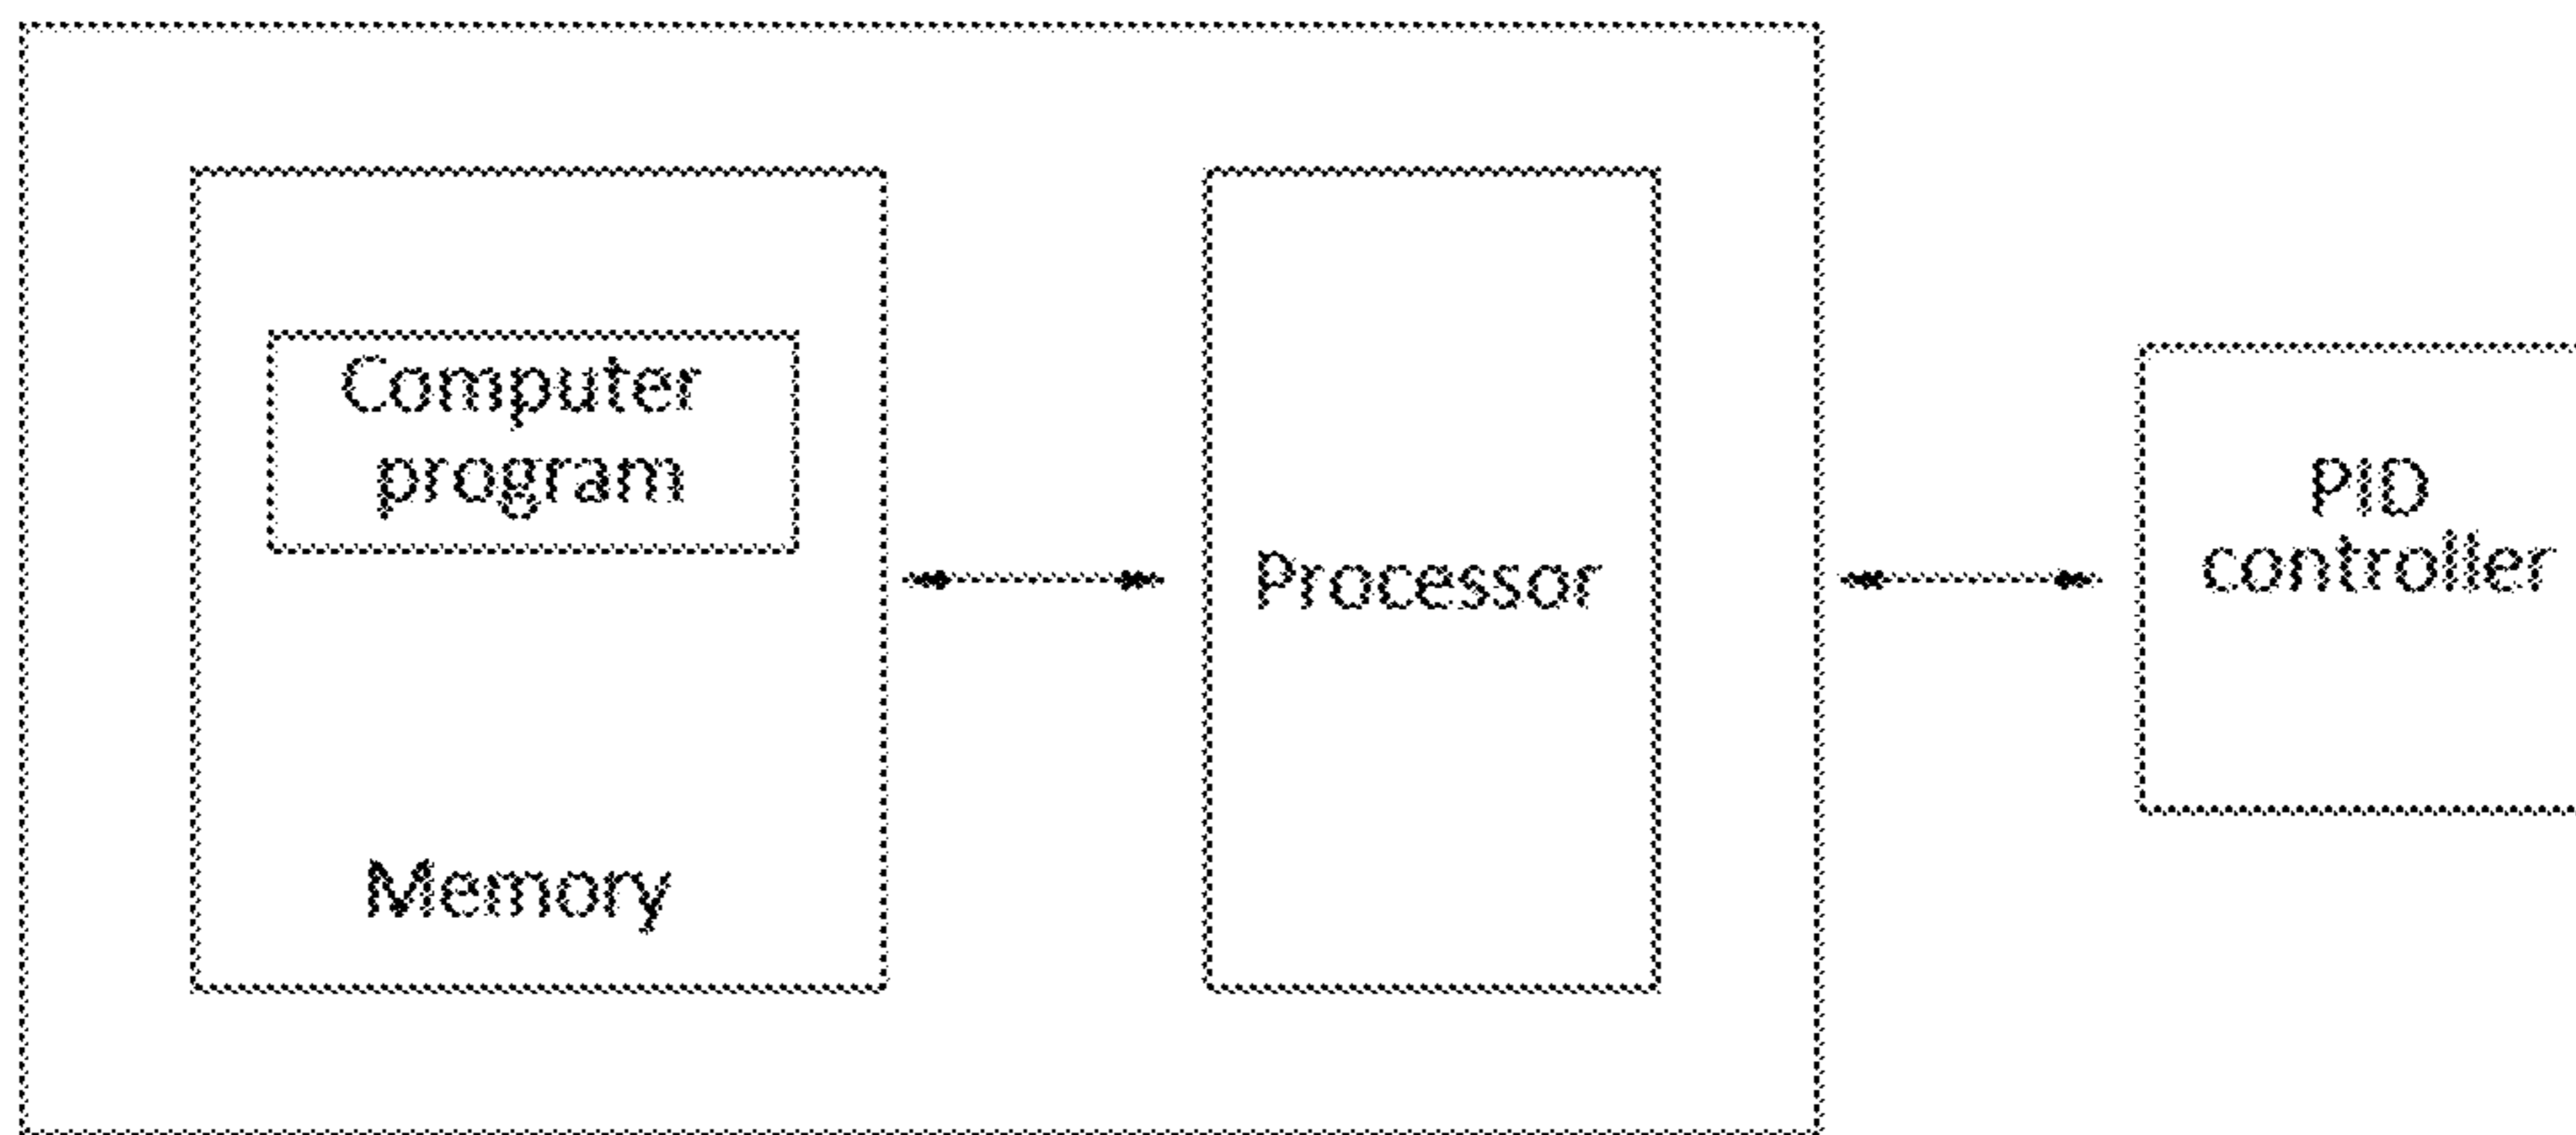 Computer
program
Memory
Processor
PID
controller